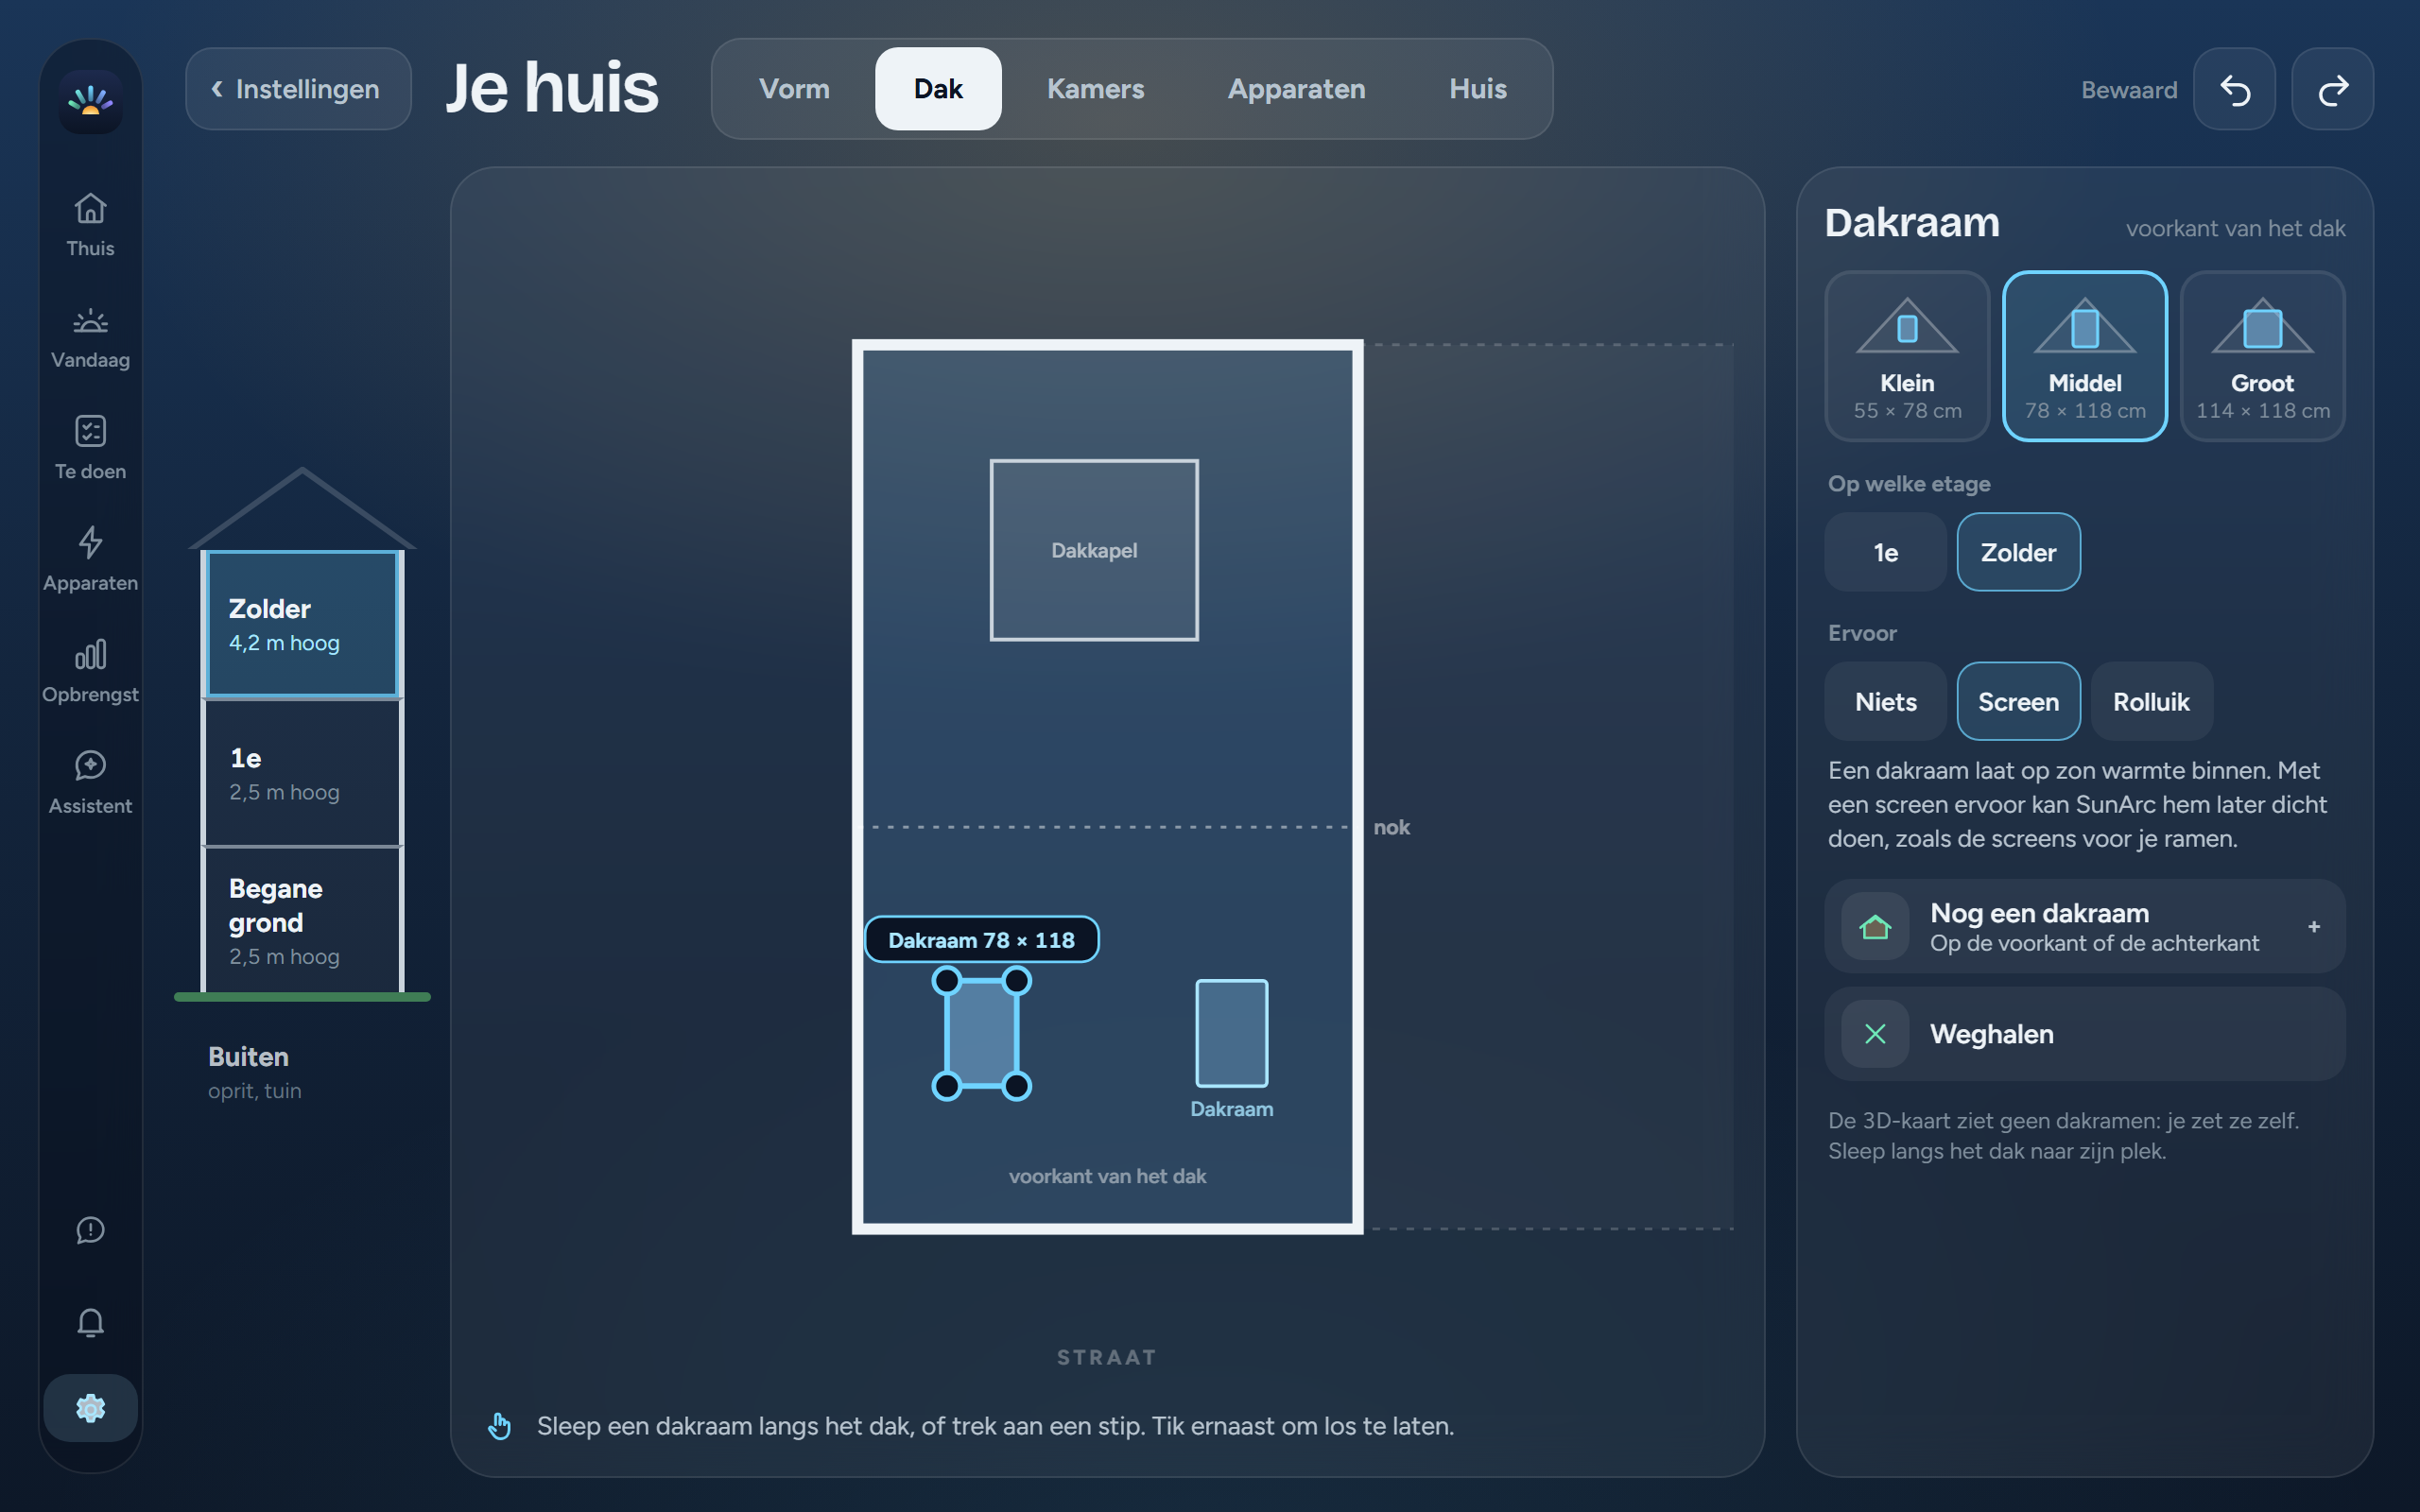 ‹ Instellingen
Je huis
Vorm
Dak
Kamers
Apparaten
Huis
Bewaard
Thuis
Vandaag
Te doen
Apparaten
Opbrengst
Assistent
Zolder
4,2 m hoog
1e
2,5 m hoog
Begane
grond
2,5 m hoog
Buiten
oprit, tuin
Dakkapel
nok
Dakraam 78 × 118
Dakraam
voorkant van het dak
STRAAT
Sleep een dakraam langs het dak, of trek aan een stip. Tik ernaast om los te laten.
Dakraam
voorkant van het dak
Klein
55 × 78 cm
Middel
78 × 118 cm
Groot
114 × 118 cm
Op welke etage
1e
Zolder
Ervoor
Niets
Screen
Rolluik
Een dakraam laat op zon warmte binnen. Met
een screen ervoor kan SunArc hem later dicht
doen, zoals de screens voor je ramen.
Nog een dakraam
Op de voorkant of de achterkant
+
Weghalen
De 3D-kaart ziet geen dakramen: je zet ze zelf.
Sleep langs het dak naar zijn plek.